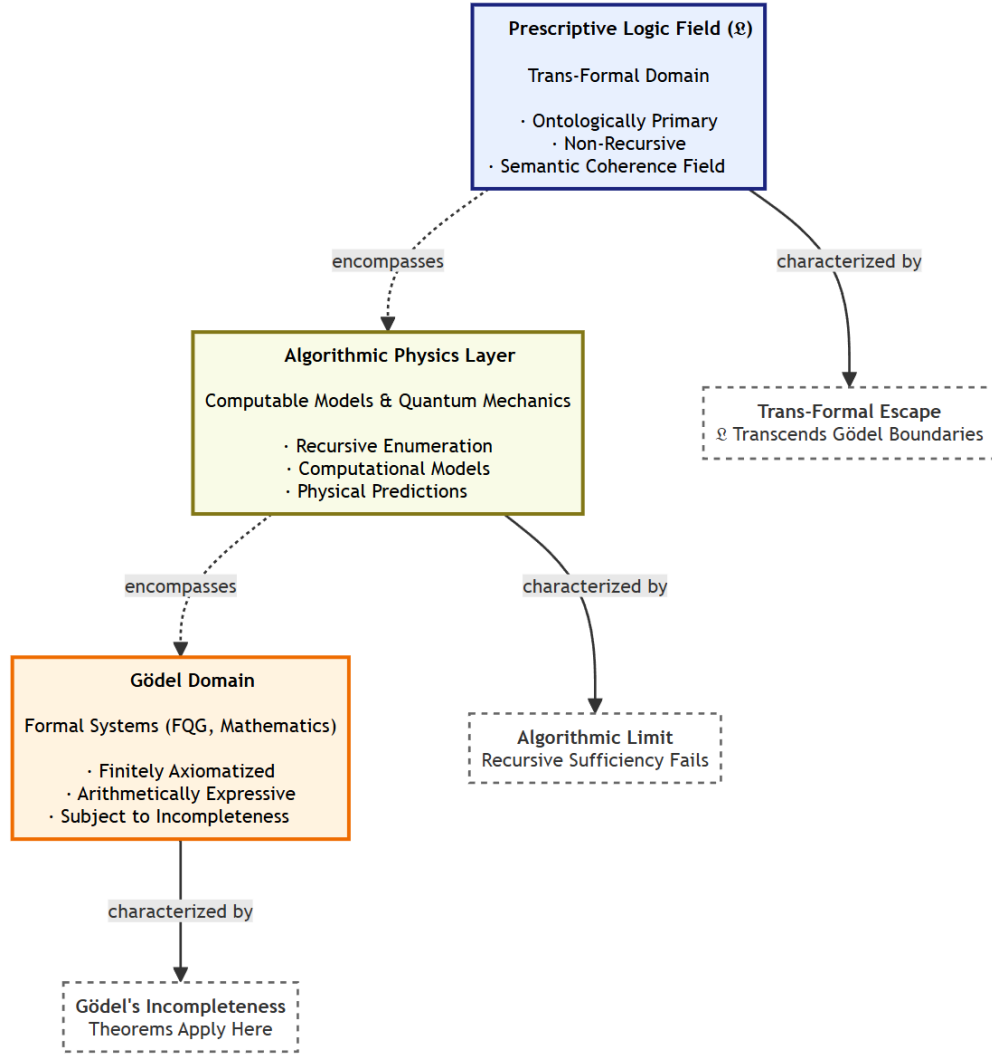 Prescriptive Logic Field (𝔏)
Trans-Formal Domain
· Ontologically Primary
· Non-Recursive
· Semantic Coherence Field
encompasses
characterized by
Algorithmic Physics Layer
Computable Models & Quantum Mechanics
· Recursive Enumeration
· Computational Models
· Physical Predictions
Trans-Formal Escape
𝔏 Transcends Gödel Boundaries
encompasses
characterized by
Gödel Domain
Formal Systems (FQG, Mathematics)
· Finitely Axiomatized
· Arithmetically Expressive
· Subject to Incompleteness
Algorithmic Limit
Recursive Sufficiency Fails
characterized by
Gödel's Incompleteness
Theorems Apply Here